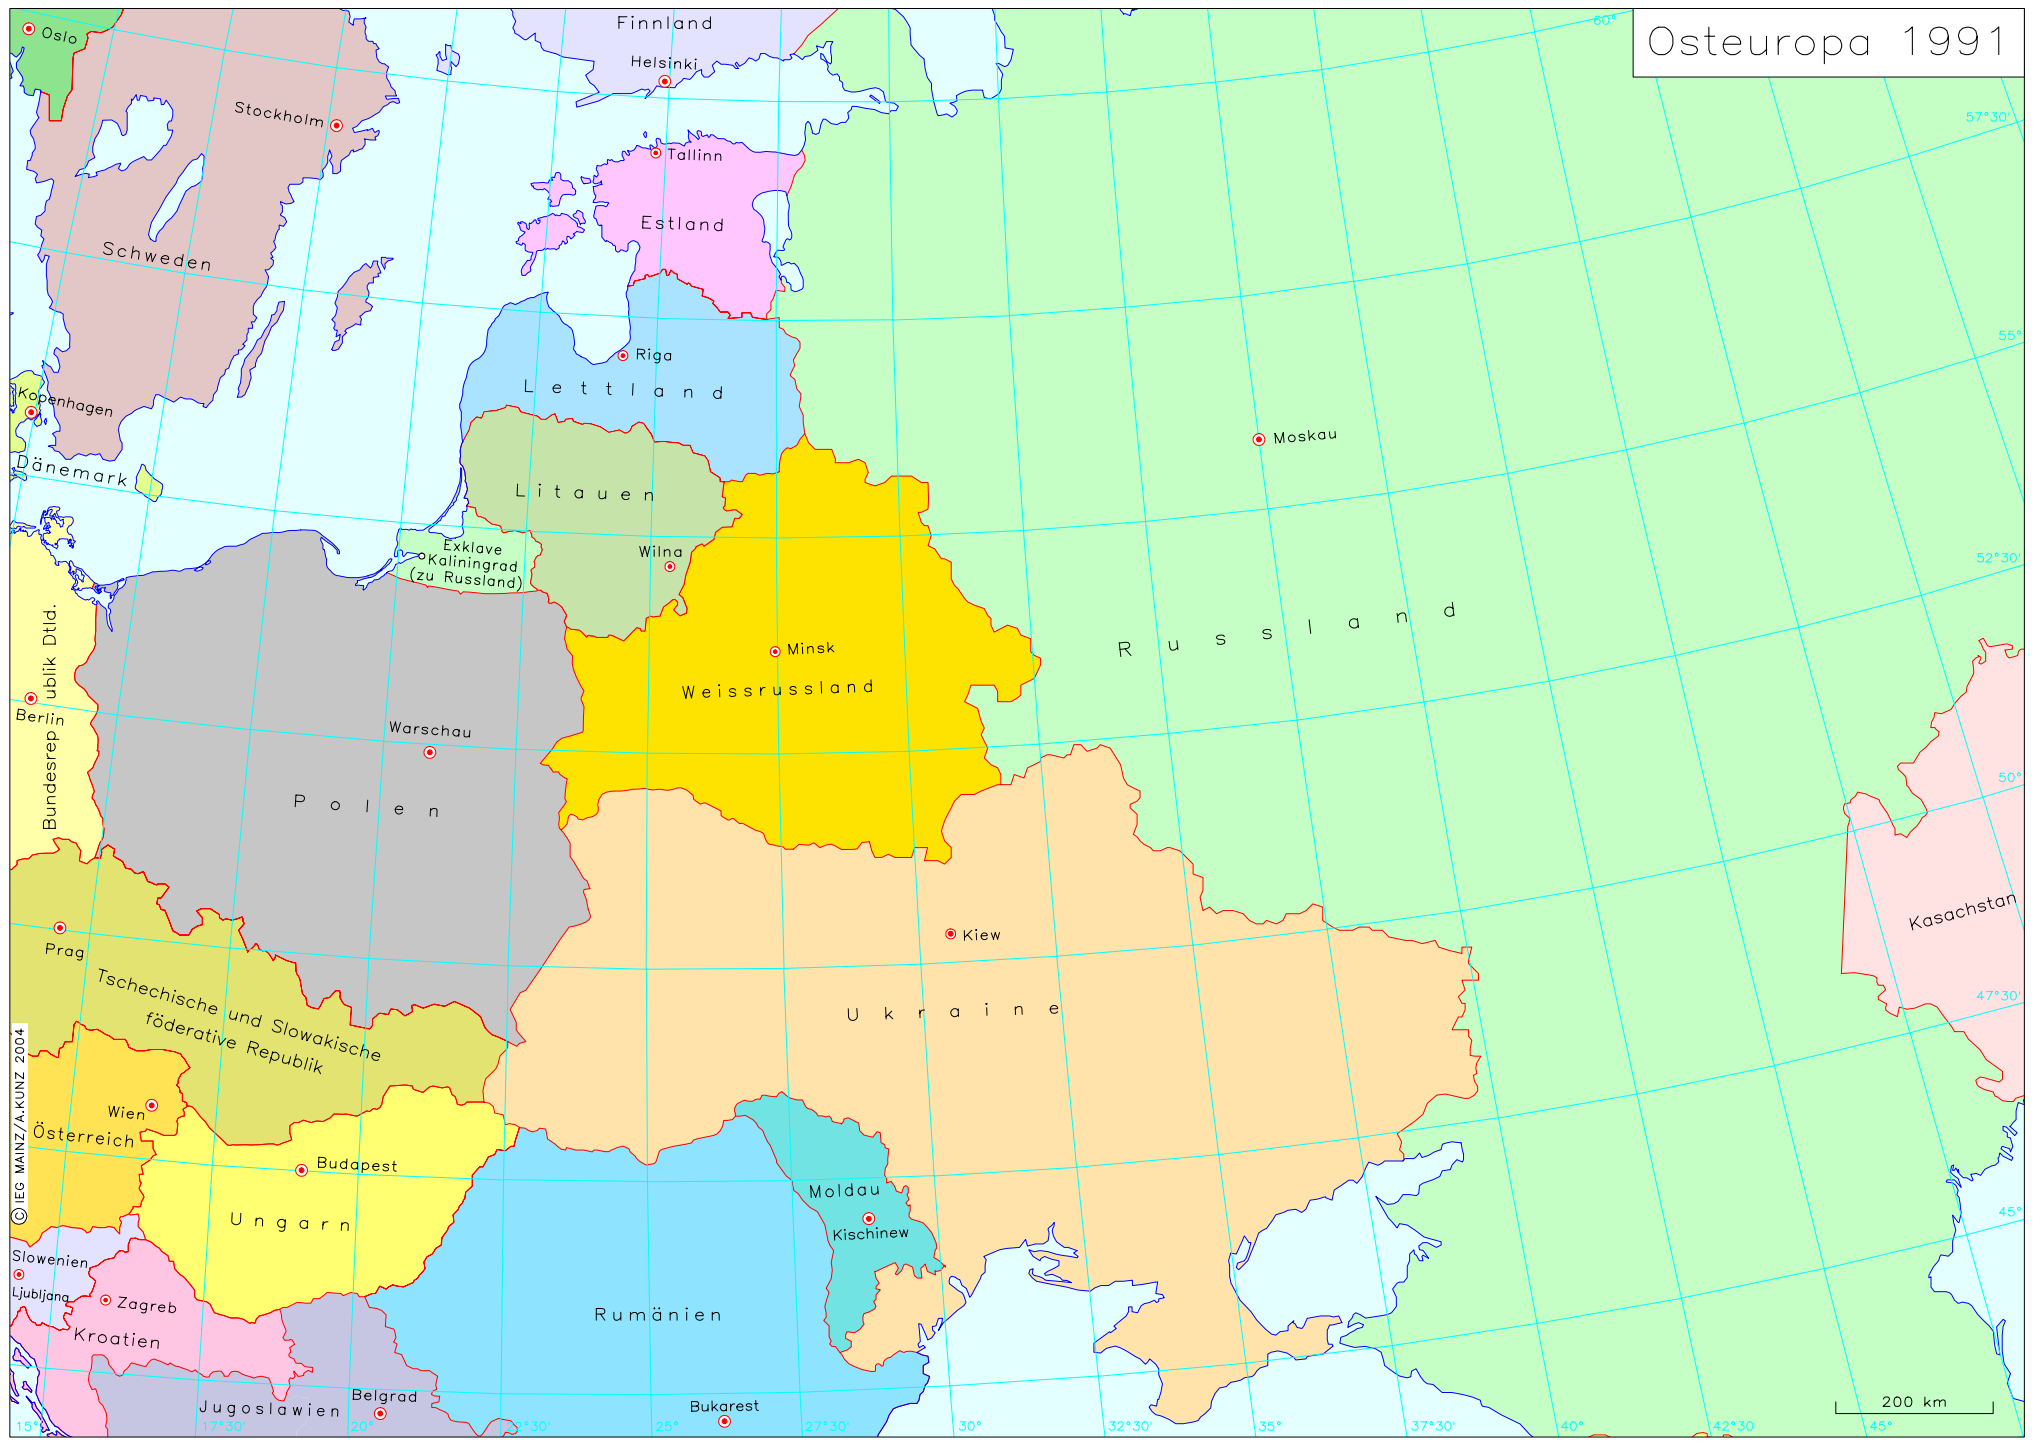 Osteuropa 1991
Oslo
Finnland
Helsinki
Stockholm
Tallinn
Estland
Schweden
Riga
Lettland
Kopenhagen
Moskau
Dänemark
Litauen
Exklave
Kaliningrad
(zu Russland)
Wilna
Russland
Minsk
Weissrussland
Bundesrep ublik Dtld.
Berlin
Warschau
Polen
Kasachstan
Kiew
Prag
Tschechische und Slowakische
föderative Republik
Ukraine
Wien
Österreich
Budapest
Ungarn
Moldau
Kischinew
Slowenien
Ljubljana
Zagreb
Kroatien
Rumänien
Jugoslawien
Belgrad
Bukarest
200 km
© IEG MAINZ/A.KUNZ 2004
60°
57°30'
55°
52°30'
50°
47°30'
45°
15°
17°30'
20°
22°30'
25°
27°30'
30°
32°30'
35°
37°30'
40°
42°30'
45°